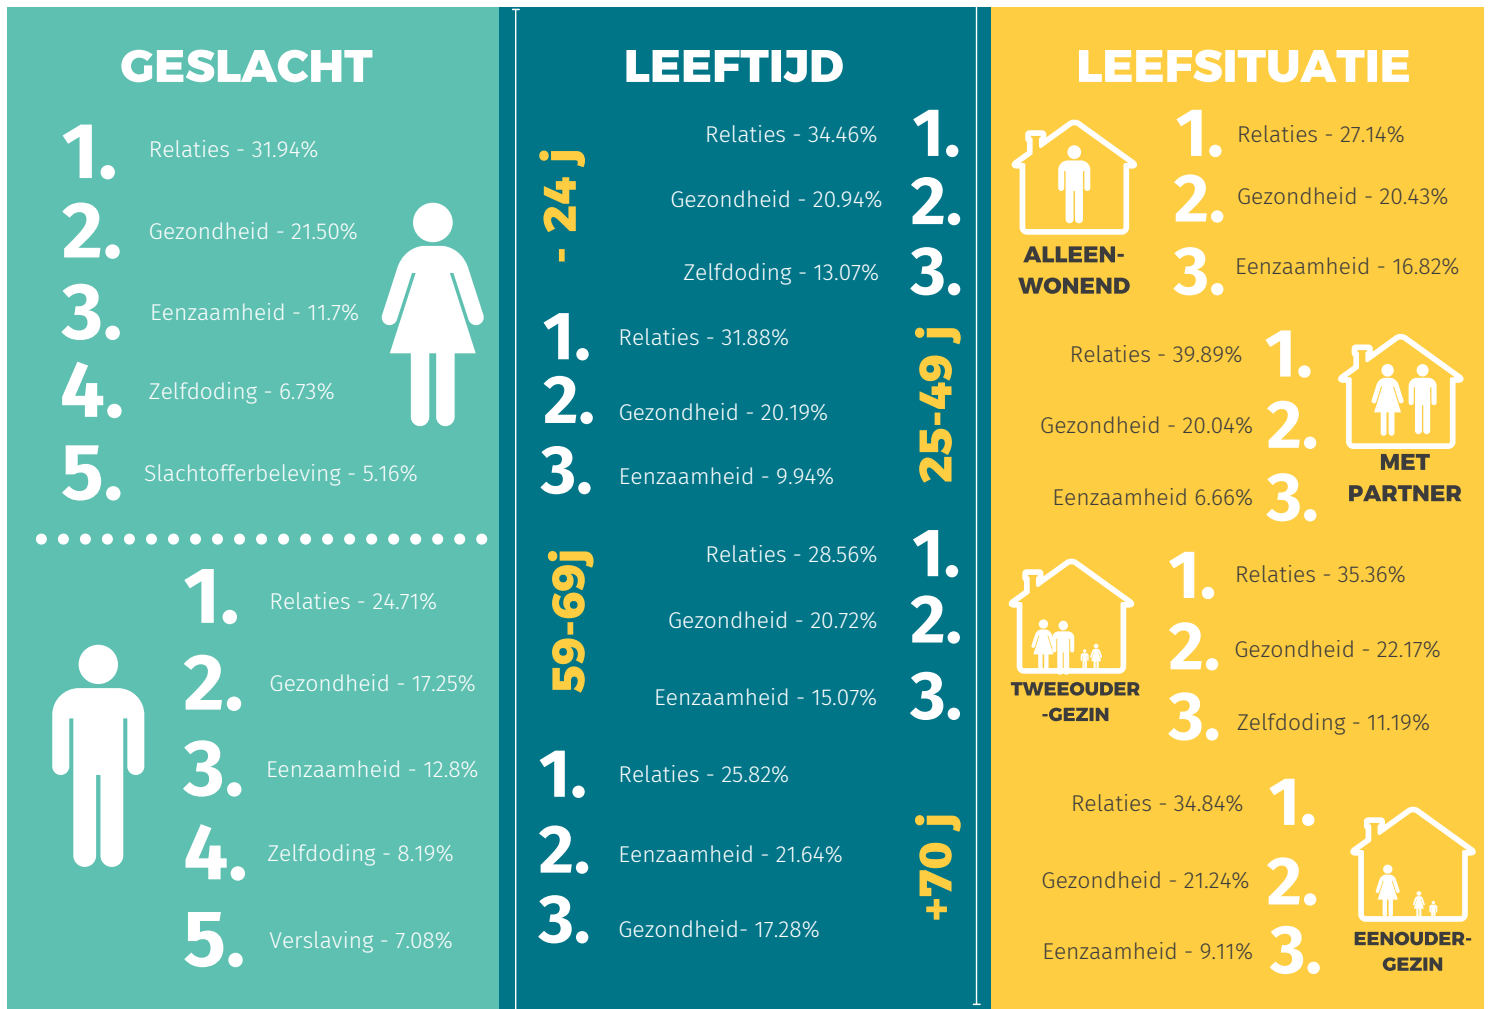 GESLACHT
1. Relaties - 31.94%
2. Gezondheid - 21.50%
3. Eenzaamheid - 11.7%
4. Zelfdoding - 6.73%
5. Slachtofferbeleving - 5.16%
1. Relaties - 24.71%
2. Gezondheid - 17.25%
3. Eenzaamheid - 12.8%
4. Zelfdoding - 8.19%
5. Verslaving - 7.08%
LEEFTIJD
- 24 j
Relaties - 34.46% 1.
Gezondheid - 20.94% 2.
Zelfdoding - 13.07% 3.
25-49 j
1. Relaties - 31.88%
2. Gezondheid - 20.19%
3. Eenzaamheid - 9.94%
59-69j
Relaties - 28.56% 1.
Gezondheid - 20.72% 2.
Eenzaamheid - 15.07% 3.
+70 j
1. Relaties - 25.82%
2. Eenzaamheid - 21.64%
3. Gezondheid- 17.28%
LEEFSITUATIE
ALLEEN-
WONEND
1. Relaties - 27.14%
2. Gezondheid - 20.43%
3. Eenzaamheid - 16.82%
Relaties - 39.89% 1.
Gezondheid - 20.04% 2.
Eenzaamheid 6.66% 3.
MET
PARTNER
TWEEOUDER
-GEZIN
1. Relaties - 35.36%
2. Gezondheid - 22.17%
3. Zelfdoding - 11.19%
Relaties - 34.84% 1.
Gezondheid - 21.24% 2.
Eenzaamheid - 9.11% 3.
EENOUDER-
GEZIN